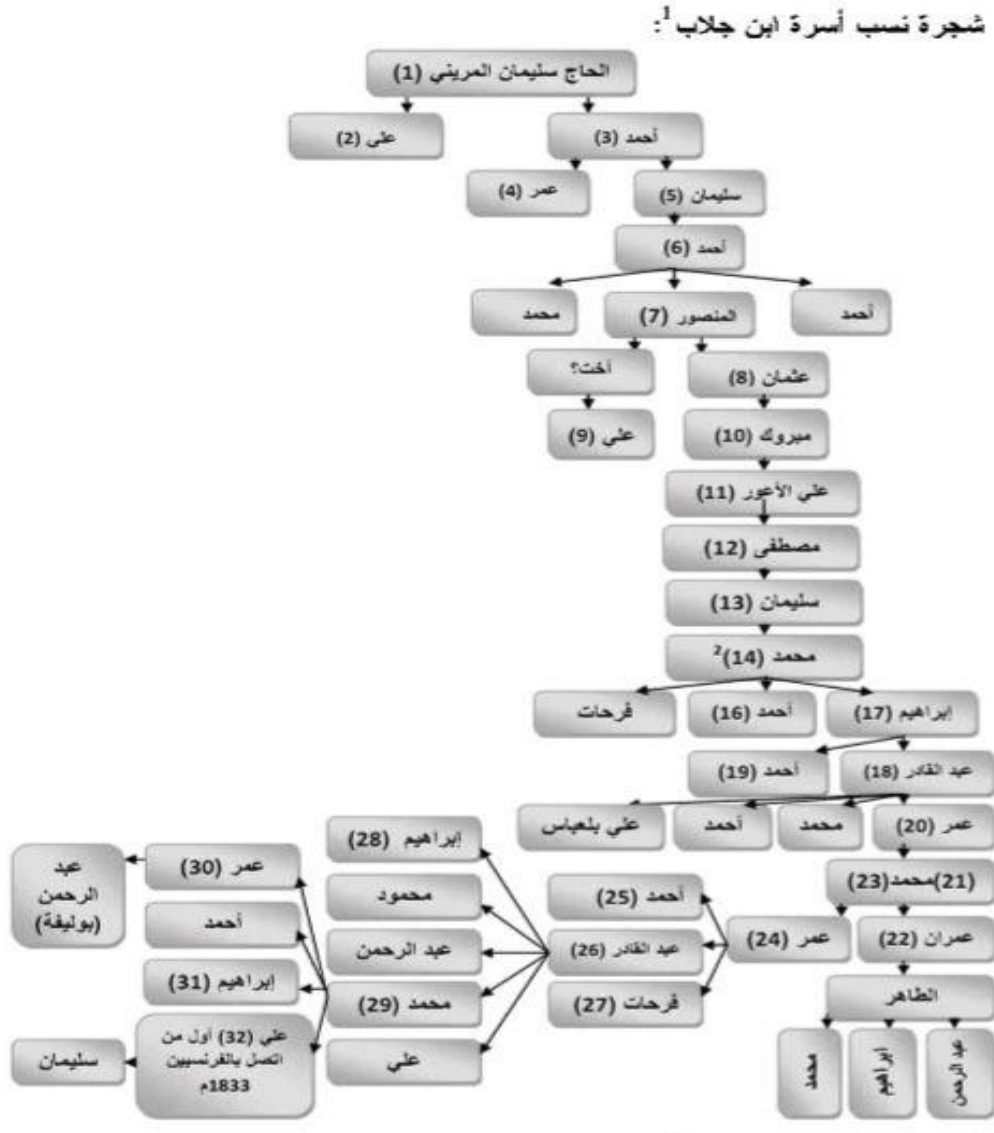 شجرة نسب أسرة ابن جلاب¹:
الحاج سليمان المريني (1)
أحمد (3)
علي (2)
سليمان (5)
عمر (4)
أحمد (6)
أحمد
المنصور (7)
محمد
عثمان (8)
أخت؟
مبروك (10)
علي (9)
علي الأعور (11)
مصطفى (12)
سليمان (13)
محمد (14)²
إبراهيم (17)
أحمد (16)
فرحات
عبد القادر (18)
أحمد (19)
عمر (20)
محمد
أحمد
علي بلعباس
(21)محمد(23)
عمران (22)
عمر (24)
الطاهر
عبد الرحمن
ابراهيم
محمد
أحمد (25)
عبد القادر (26)
فرحات (27)
إبراهيم (28)
محمود
عبد الرحمن
محمد (29)
علي
عمر (30)
أحمد
إبراهيم (31)
علي (32) أول من
اتصل بالفرنسيين
1833م
عبد
الرحمن
(بوليفة)
سليمان